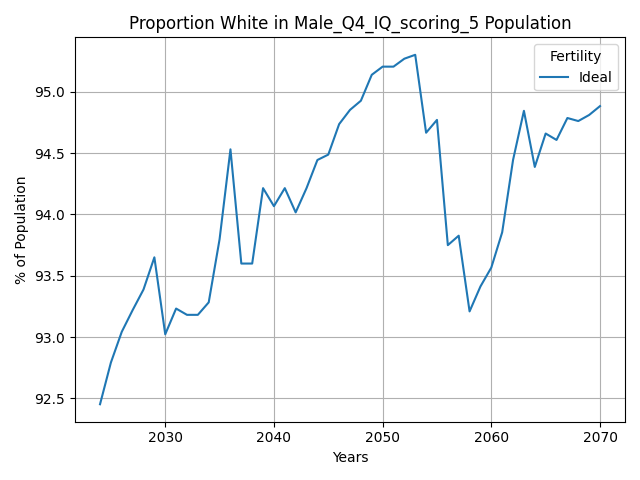 Proportion White in Male_Q4_IQ_scoring_5 Population
Fertility
Ideal
95.0
94.5
94.0
93.5
93.0
92.5
% of Population
2030 2040 2050 2060 2070
Years